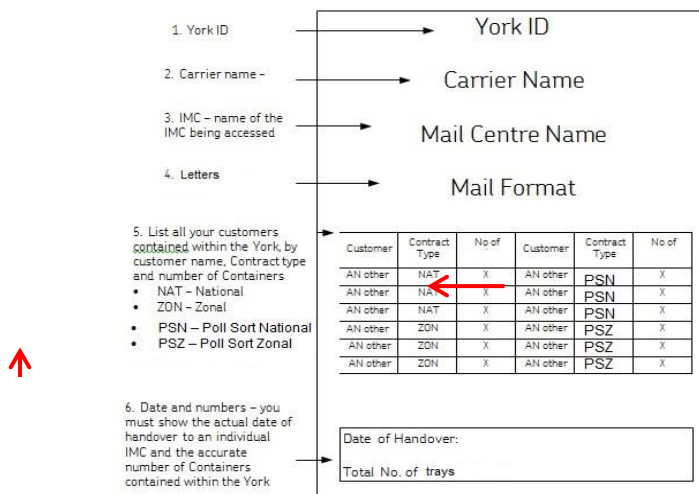 1. York ID
York ID
2. Carrier name –
Carrier Name
3. IMC – name of the
IMC being accessed
Mail Centre Name
4. Letters
Mail Format
5. List all your customers
contained within the York, by
customer name, Contract type
and number of Containers
• NAT – National
• ZON – Zonal
• PSN – Poll Sort National
• PSZ – Poll Sort Zonal
Customer Contract Type No of Customer Contract Type No of
AN other NAT X AN other PSN X
AN other NAT X AN other PSN X
AN other NAT X AN other PSN X
AN other ZON X AN other PSZ X
AN other ZON X AN other PSZ X
AN other ZON X AN other PSZ X
6. Date and numbers – you
must show the actual date of
handover to an individual
IMC and the accurate
number of Containers
contained within the York
Date of Handover:
Total No. of trays